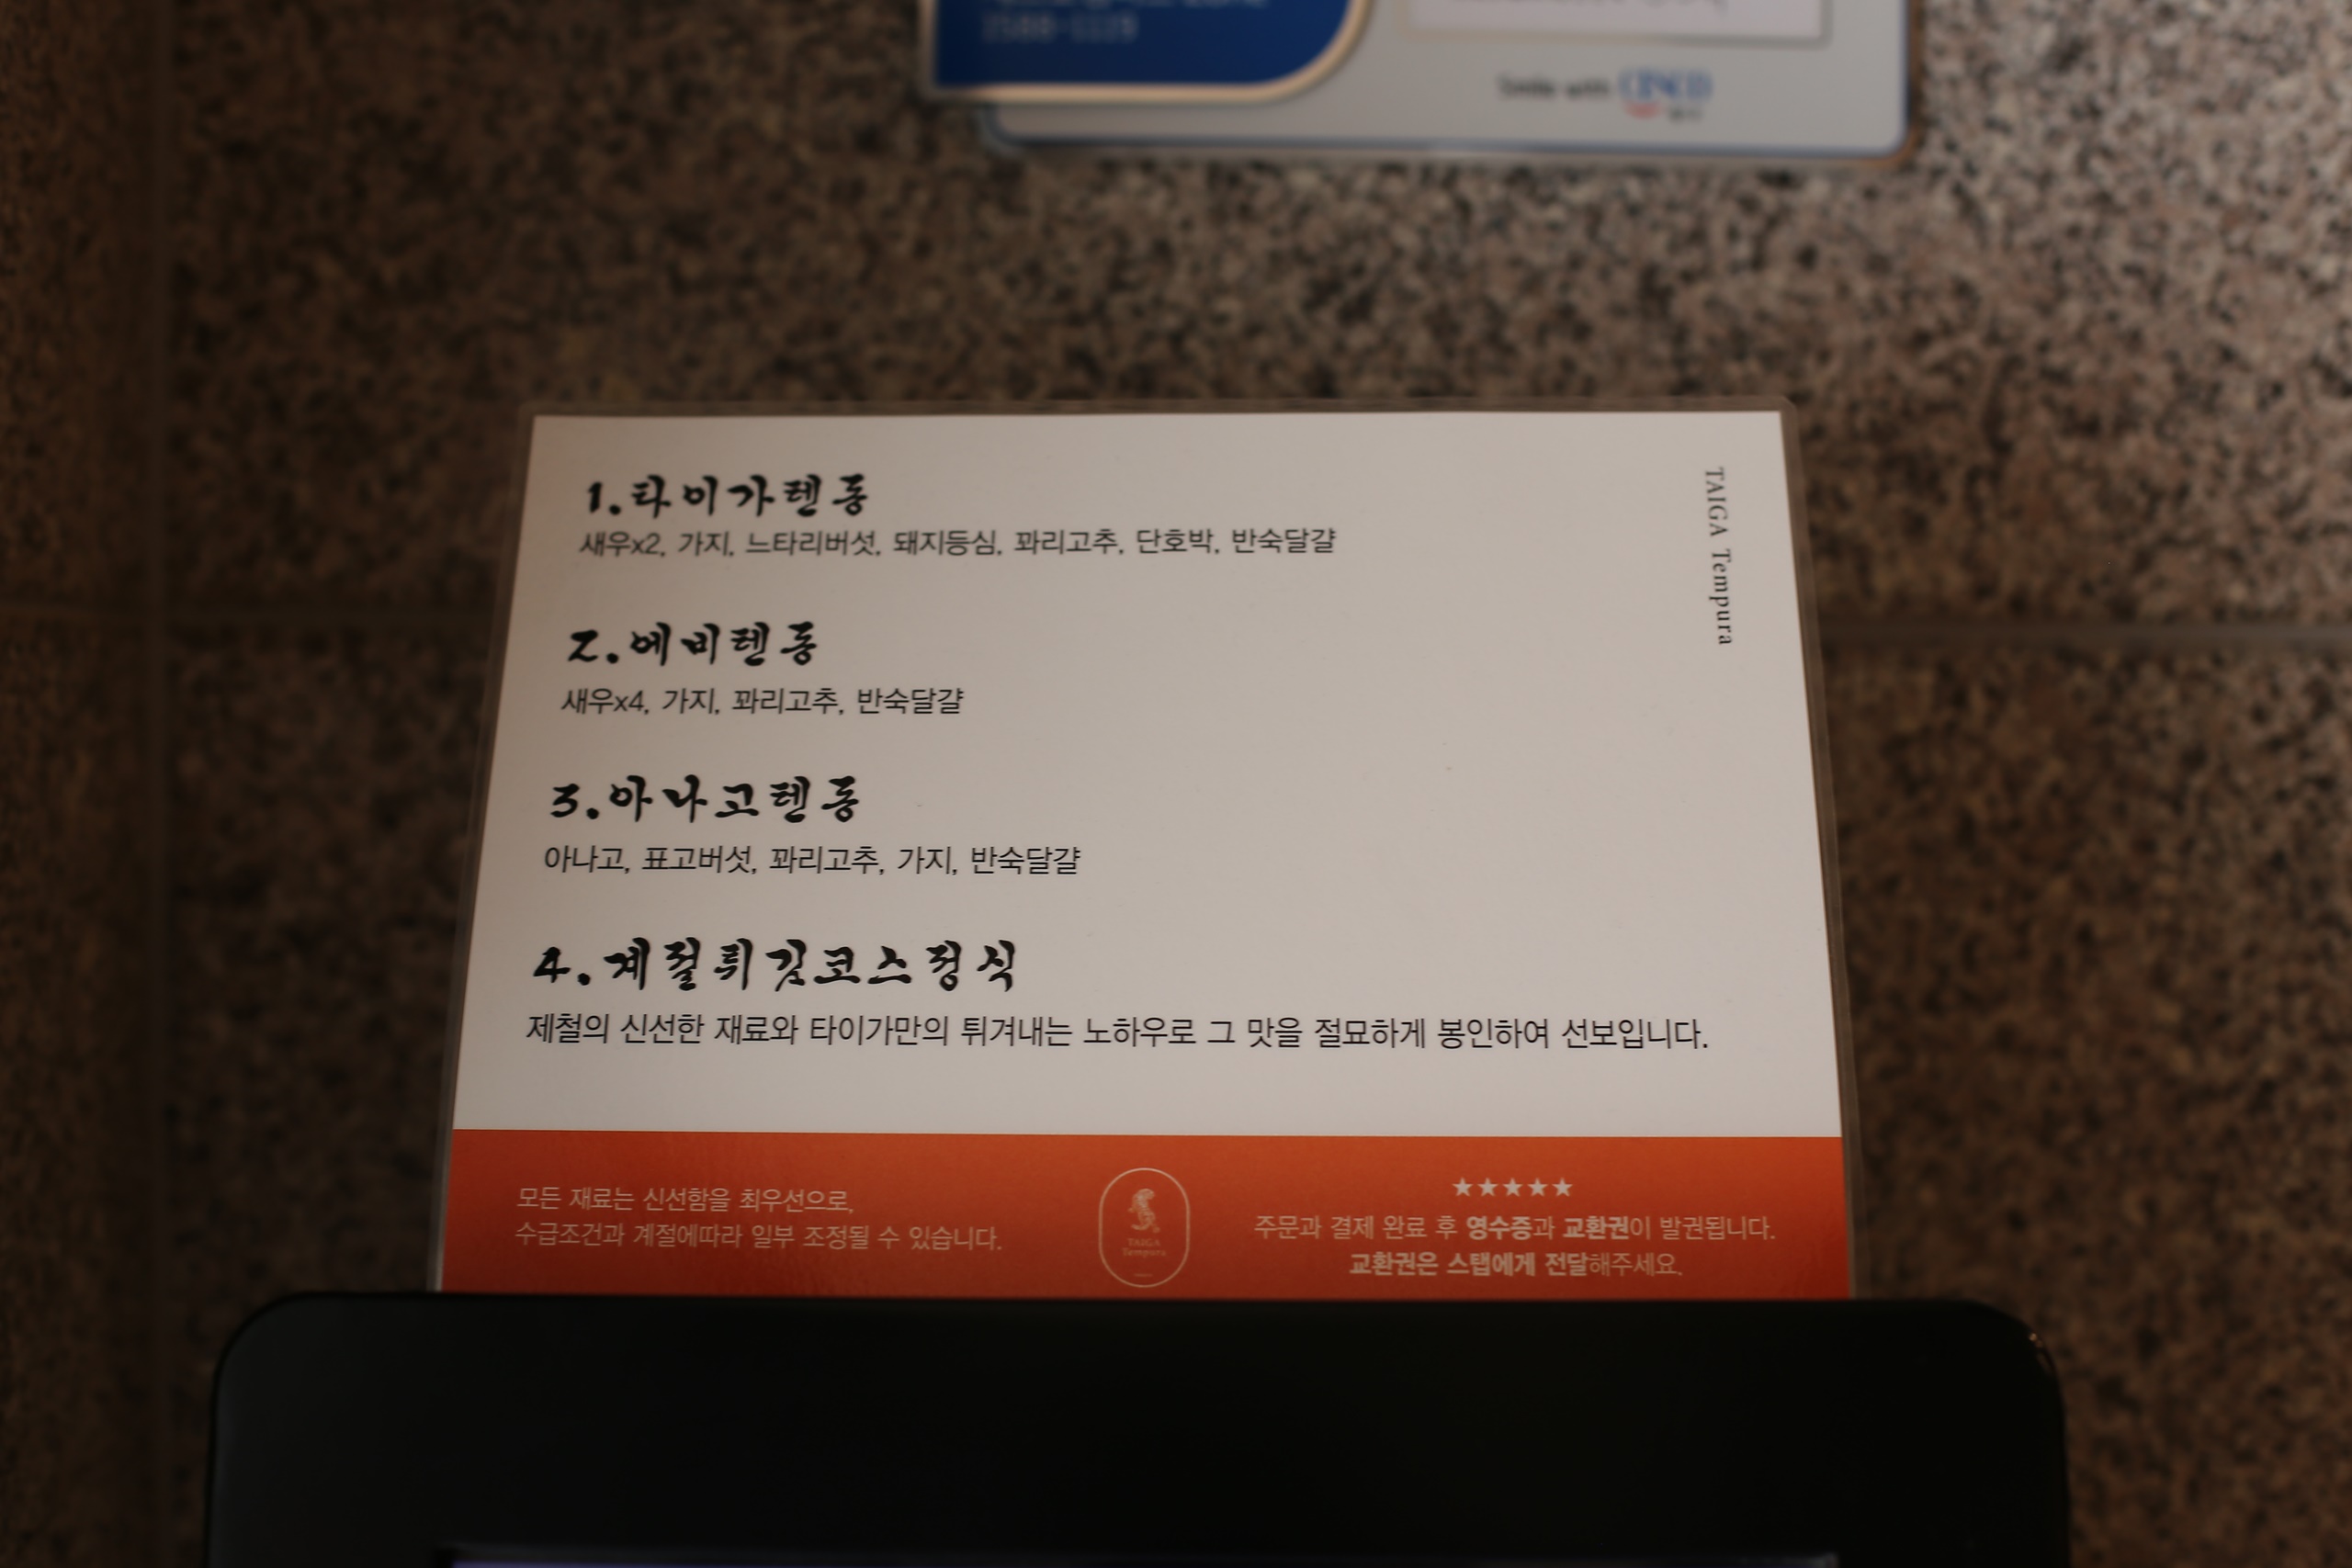 1588-1119
Smile with CESCO
TAIGA Tempura
1.타이가텐동
새우x2, 가지, 느타리버섯, 돼지등심, 꽈리고추, 단호박, 반숙달걀
2.에비텐동
새우x4, 가지, 꽈리고추, 반숙달걀
3.아나고텐동
아나고, 표고버섯, 꽈리고추, 가지, 반숙달걀
4.계절튀김코스정식
제철의 신선한 재료와 타이가만의 튀겨내는 노하우로 그 맛을 절묘하게 봉인하여 선보입니다.
모든 재료는 신선함을 최우선으로,
수급조건과 계절에따라 일부 조정될 수 있습니다.
TAIGA
Tempura
★★★★★
주문과 결제 완료 후 영수증과 교환권이 발권됩니다.
교환권은 스탭에게 전달해주세요.